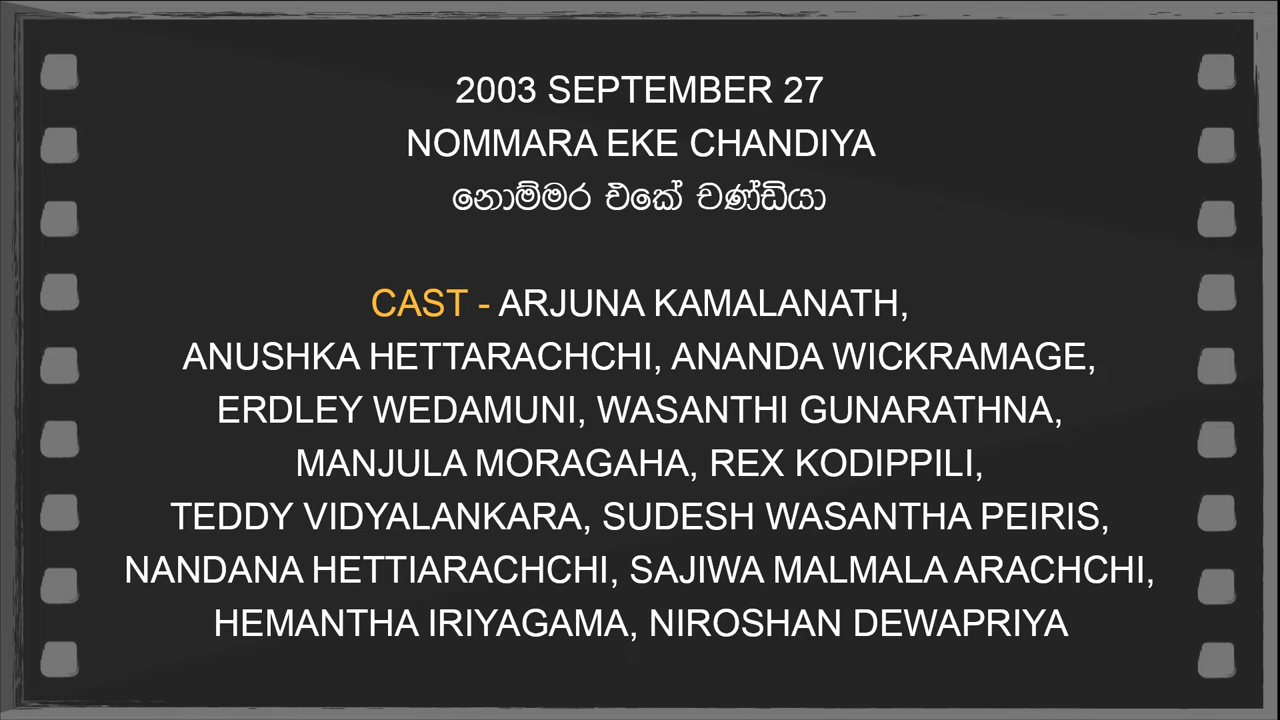 2003 SEPTEMBER 27
NOMMARA EKE CHANDIYA
නොම්මර එකේ චණ්ඩියා
CAST - ARJUNA KAMALANATH,
ANUSHKA HETTARACHCHI, ANANDA WICKRAMAGE,
ERDLEY WEDAMUNI, WASANTHI GUNARATHNA,
MANJULA MORAGAHA, REX KODIPPILI,
TEDDY VIDYALANKARA, SUDESH WASANTHA PEIRIS,
NANDANA HETTIARACHCHI, SAJIWA MALMALA ARACHCHI,
HEMANTHA IRIYAGAMA, NIROSHAN DEWAPRIYA